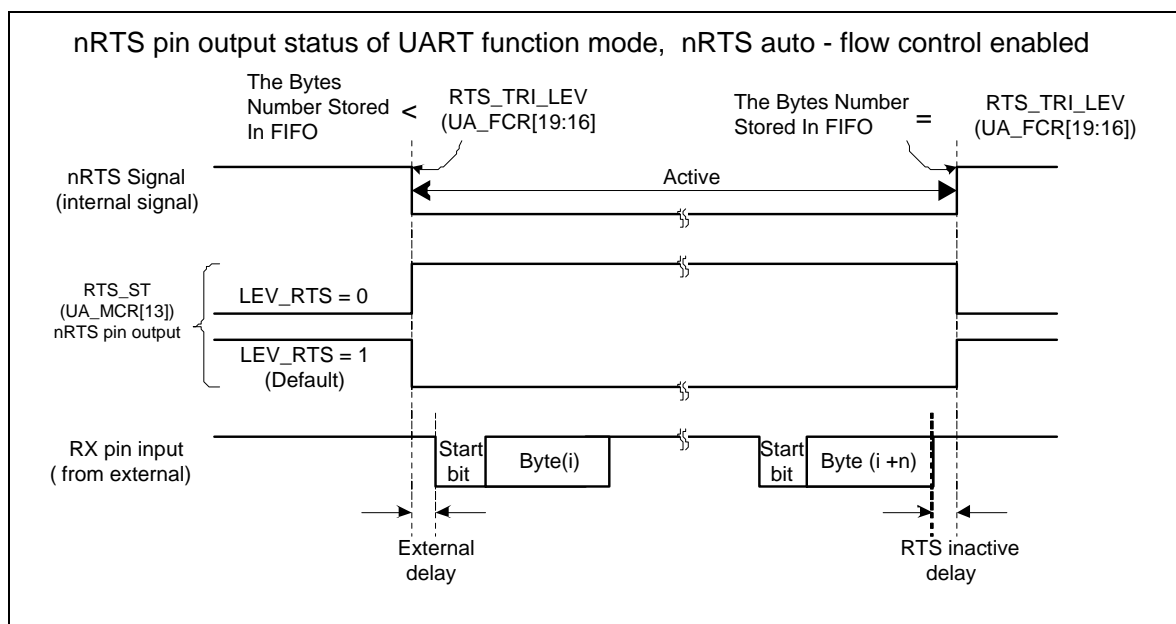 nRTS pin output status of UART function mode, nRTS auto - flow control enabled
The Bytes
Number Stored
In FIFO
<
RTS_TRI_LEV
(UA_FCR[19:16]
The Bytes Number
Stored In FIFO
=
RTS_TRI_LEV
(UA_FCR[19:16])
nRTS Signal
(internal signal)
Active
RTS_ST
(UA_MCR[13])
nRTS pin output
LEV_RTS = 0
LEV_RTS = 1
(Default)
RX pin input
( from external)
Start
bit
Byte(i)
Start
bit
Byte (i +n)
External
delay
RTS inactive
delay